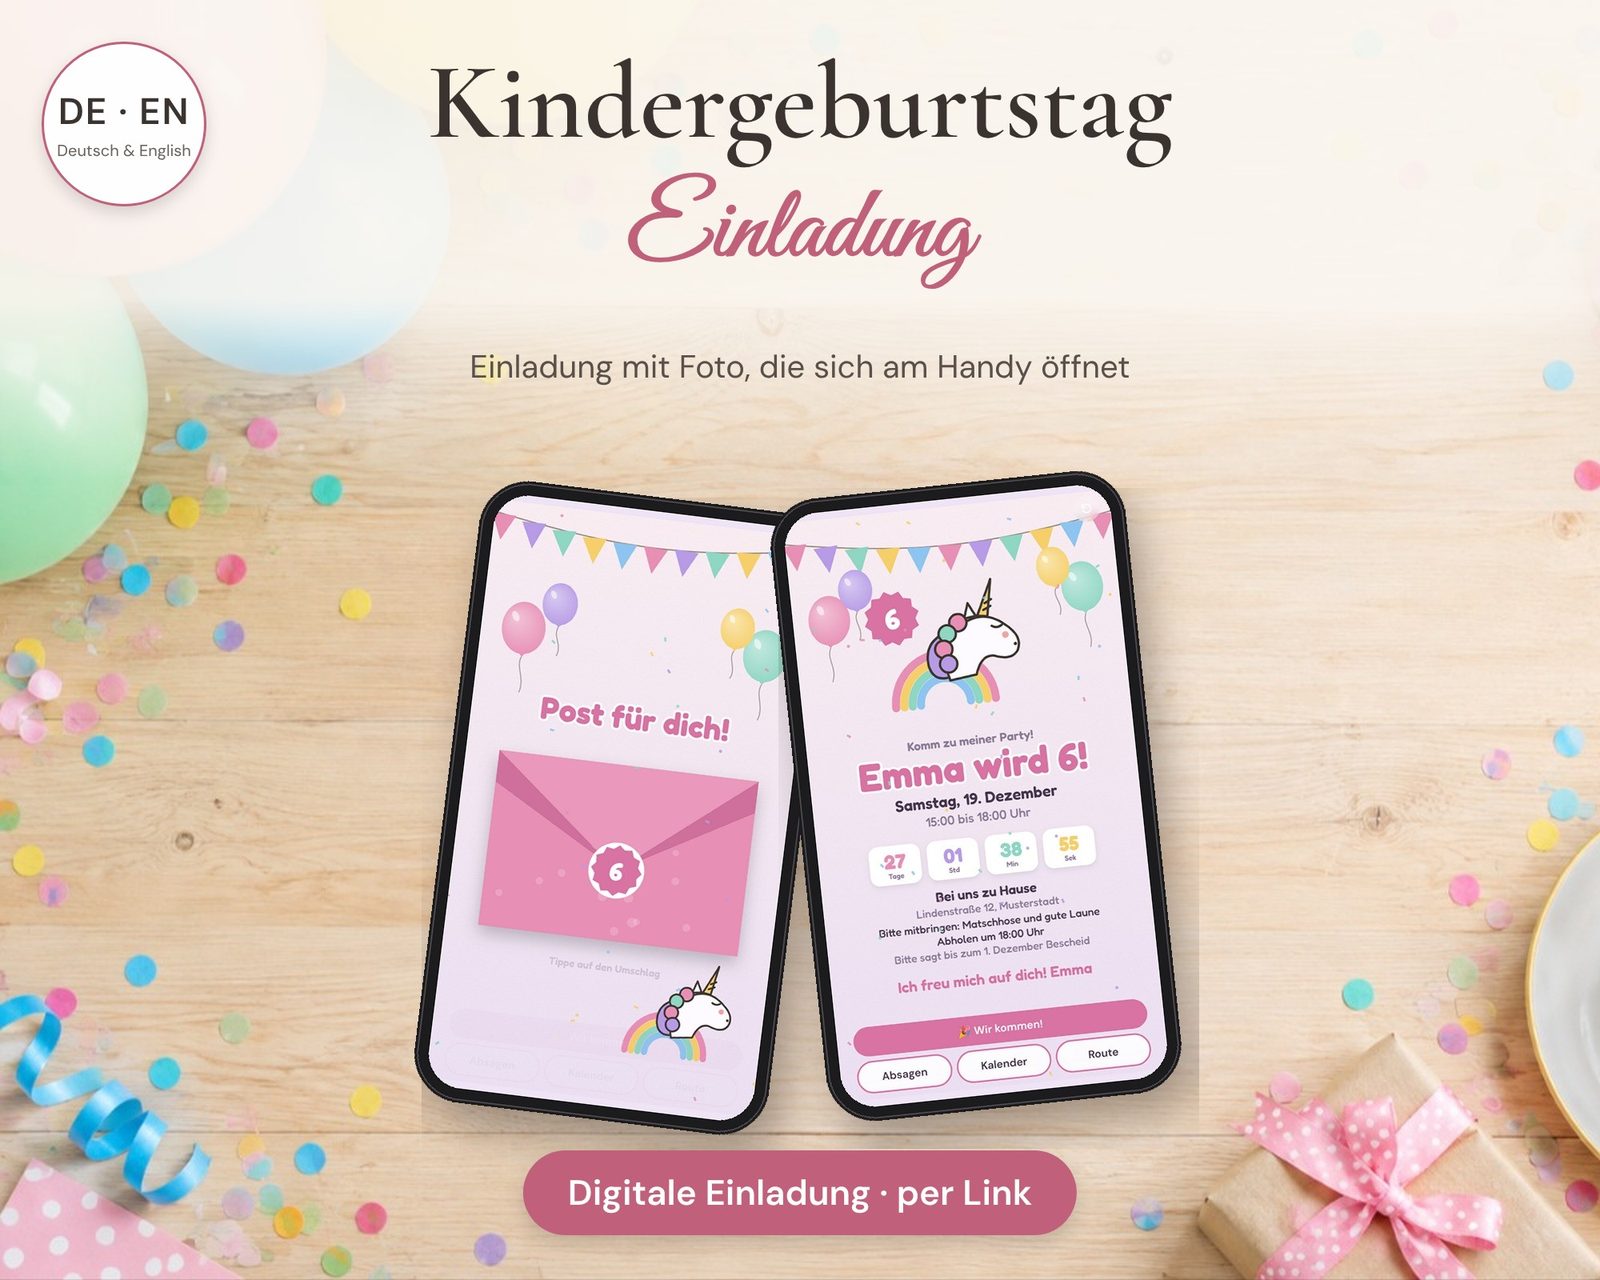 DE · EN
Deutsch & English
Kindergeburtstag
Einladung
Einladung mit Foto, die sich am Handy öffnet
Post für dich!
6
Tippe auf den Umschlag
Absagen
Kalender
Route
6
Komm zu meiner Party!
Emma wird 6!
Samstag, 19. Dezember
15:00 bis 18:00 Uhr
27 01 38 55
Tage Std Min Sek
Bei uns zu Hause
Lindenstraße 12, Musterstadt
Bitte mitbringen: Matschhose und gute Laune
Abholen um 18:00 Uhr
Bitte sagt bis zum 1. Dezember Bescheid
Ich freu mich auf dich! Emma
🎉 Wir kommen!
Absagen Kalender Route
Digitale Einladung · per Link